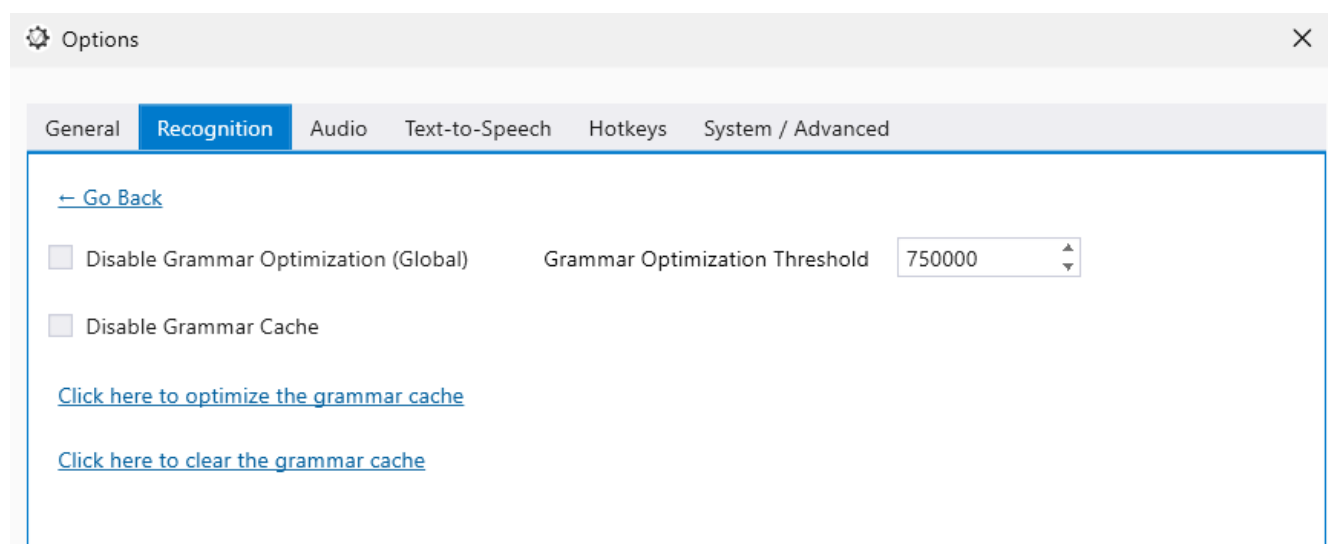 Options
General Recognition Audio Text-to-Speech Hotkeys System / Advanced
← Go Back
Disable Grammar Optimization (Global) Grammar Optimization Threshold 750000
Disable Grammar Cache
Click here to optimize the grammar cache
Click here to clear the grammar cache